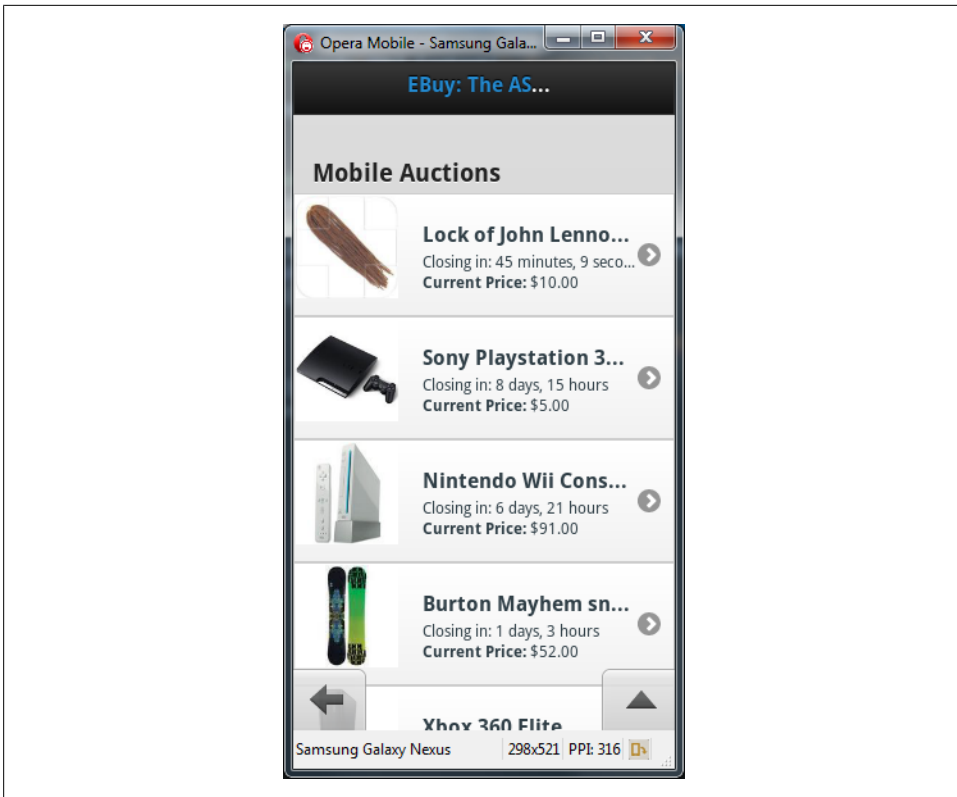 Opera Mobile - Samsung Gala...
EBuy: The AS...
Mobile Auctions
Lock of John Lenno...
Closing in: 45 minutes, 9 seco...
Current Price: $10.00
Sony Playstation 3...
Closing in: 8 days, 15 hours
Current Price: $5.00
Nintendo Wii Cons...
Closing in: 6 days, 21 hours
Current Price: $91.00
Burton Mayhem sn...
Closing in: 1 days, 3 hours
Current Price: $52.00
Xbox 360 Elite
Samsung Galaxy Nexus 298x521 PPI: 316